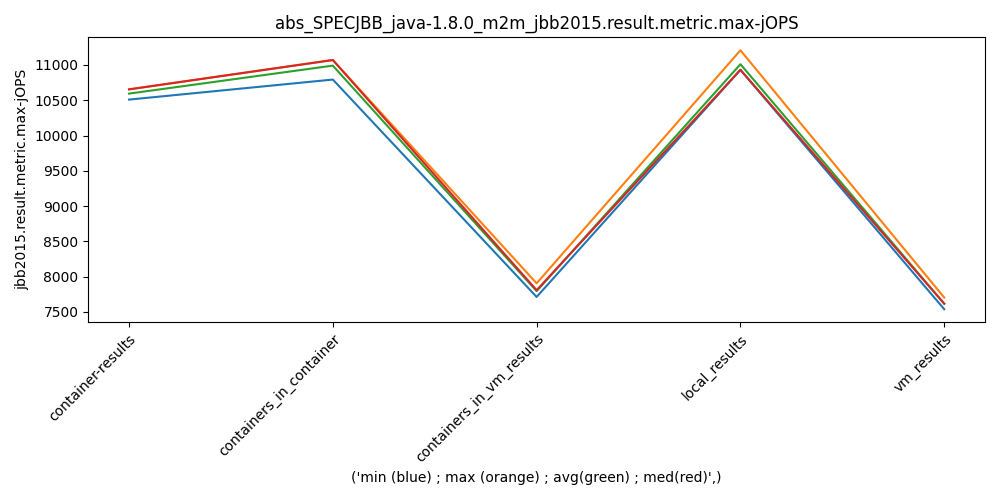 abs_SPECJBB_java-1.8.0_m2m_jbb2015.result.metric.max-jOPS
jbb2015.result.metric.max-jOPS
11000
10500
10000
9500
9000
8500
8000
7500
container-results
containers_in_container
containers_in_vm_results
local_results
vm_results
('min (blue) ; max (orange) ; avg(green) ; med(red)',)